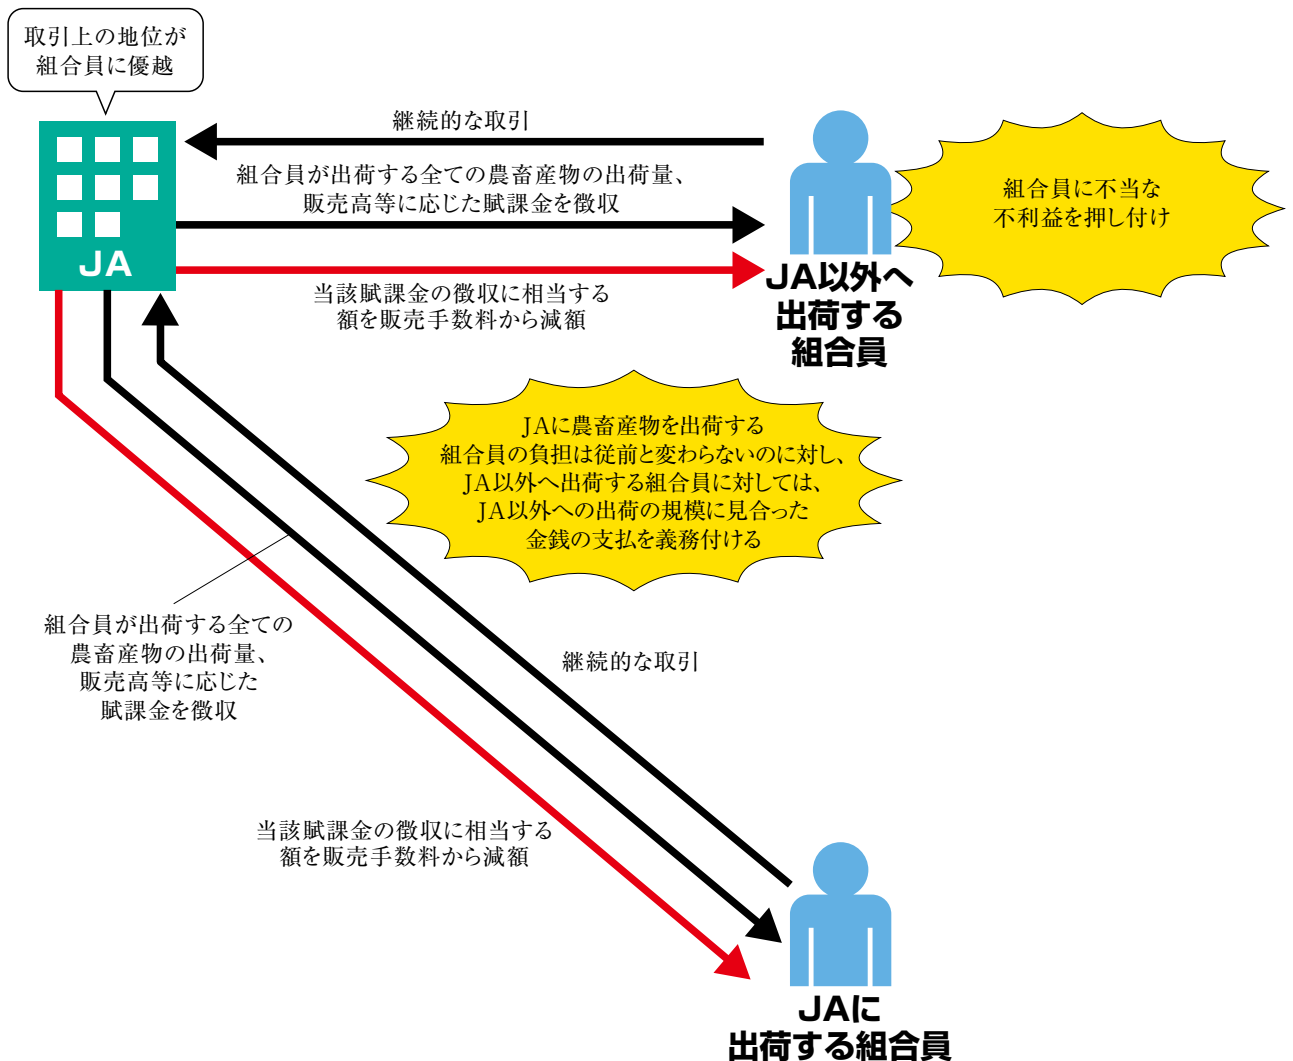 取引上の地位が
組合員に優越
JA
継続的な取引
組合員が出荷する全ての農畜産物の出荷量、
販売高等に応じた賦課金を徴収
当該賦課金の徴収に相当する
額を販売手数料から減額
JA以外へ
出荷する
組合員
組合員に不当な
不利益を押し付け
JAに農畜産物を出荷する
組合員の負担は従前と変わらないのに対し、
JA以外へ出荷する組合員に対しては、
JA以外への出荷の規模に見合った
金銭の支払を義務付ける
組合員が出荷する全ての
農畜産物の出荷量、
販売高等に応じた
賦課金を徴収
継続的な取引
当該賦課金の徴収に相当する
額を販売手数料から減額
JAに
出荷する組合員